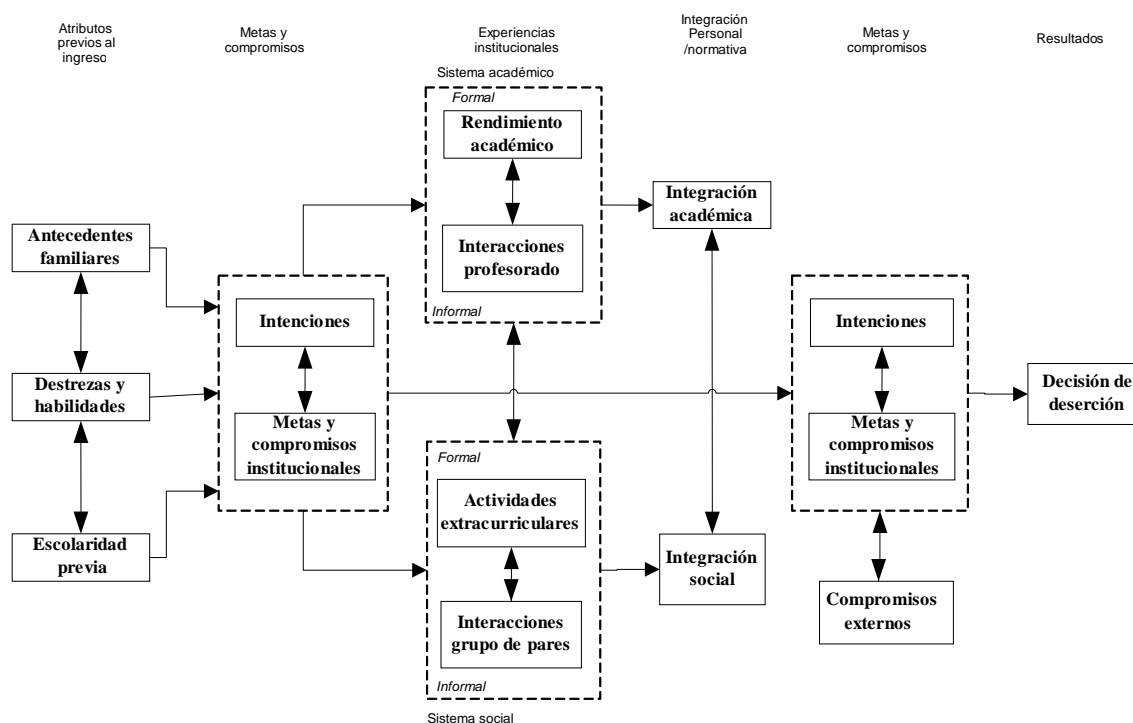 Atributos
previos al
ingreso
Metas y
compromisos
Experiencias
institucionales
Integración
Personal
/normativa
Metas y
compromisos
Resultados
Sistema académico
Formal
Rendimiento
académico
Interacciones
profesorado
Informal
Integración
académica
Antecedentes
familiares
Destrezas y
habilidades
Escolaridad
previa
Intenciones
Metas y
compromisos
institucionales
Formal
Actividades
extracurriculares
Interacciones
grupo de pares
Informal
Sistema social
Integración
social
Intenciones
Metas y
compromisos
institucionales
Compromisos
externos
Decisión de
deserción